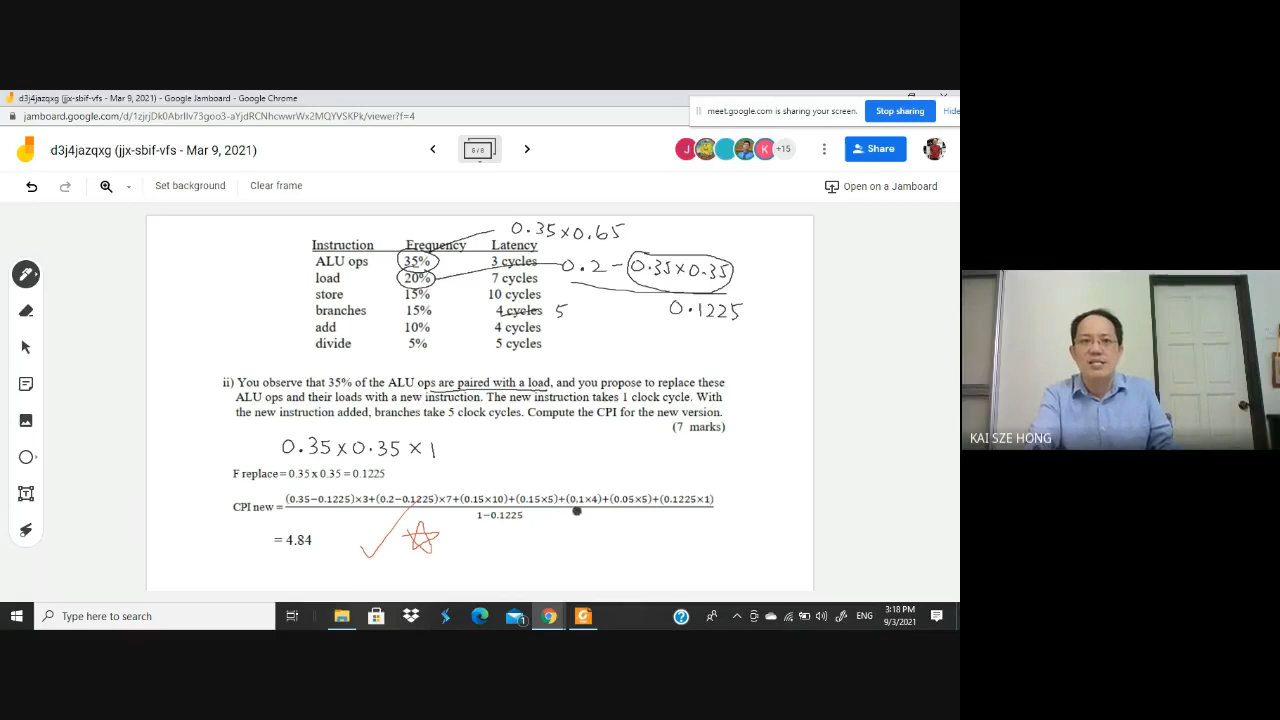 d3j4jazqxg (jjx-sbif-vfs - Mar 9, 2021) - Google Jamboard - Google Chrome
meet.google.com is sharing your screen.
Stop sharing
Hide
d3j4jazqxg (jjx-sbif-vfs - Mar 9, 2021)
6/8
J
K
+15
Share
Set background
Clear frame
Open on a Jamboard
0.35×0.65
Instruction Frequency Latency
ALU ops 35% 3 cycles
0.2 - 0.35×0.35
load 20% 7 cycles
store 15% 10 cycles
branches 15% 4 cycles 5
0.1225
add 10% 4 cycles
divide 5% 5 cycles
ii) You observe that 35% of the ALU ops are paired with a load, and you propose to replace these
ALU ops and their loads with a new instruction. The new instruction takes 1 clock cycle. With
the new instruction added, branches take 5 clock cycles. Compute the CPI for the new version.
(7 marks)
0.35×0.35×1
F replace = 0.35 x 0.35 = 0.1225
CPI new = (0.35−0.1225)×3+(0.2−0.1225)×7+(0.15×10)+(0.15×5)+(0.1×4)+(0.05×5)+(0.1225×1)
1−0.1225
= 4.84
KAI SZE HONG
Type here to search
1
ENG
3:18 PM
9/3/2021